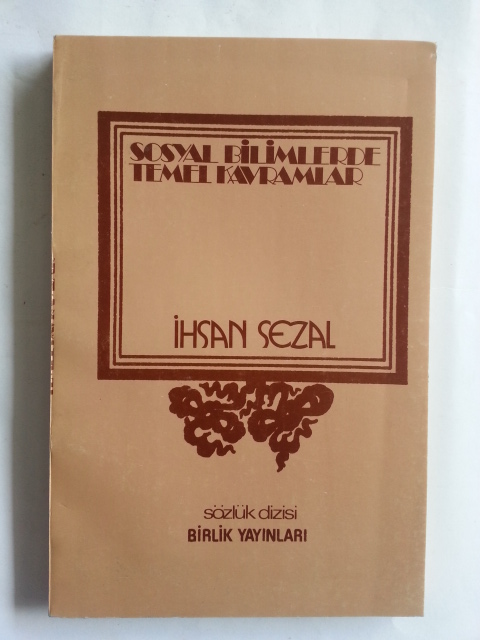 SOSYAL BİLİMLERDE
TEMEL KAVRAMLAR
İHSAN SEZAL
sözlük dizisi
BİRLİK YAYINLARI